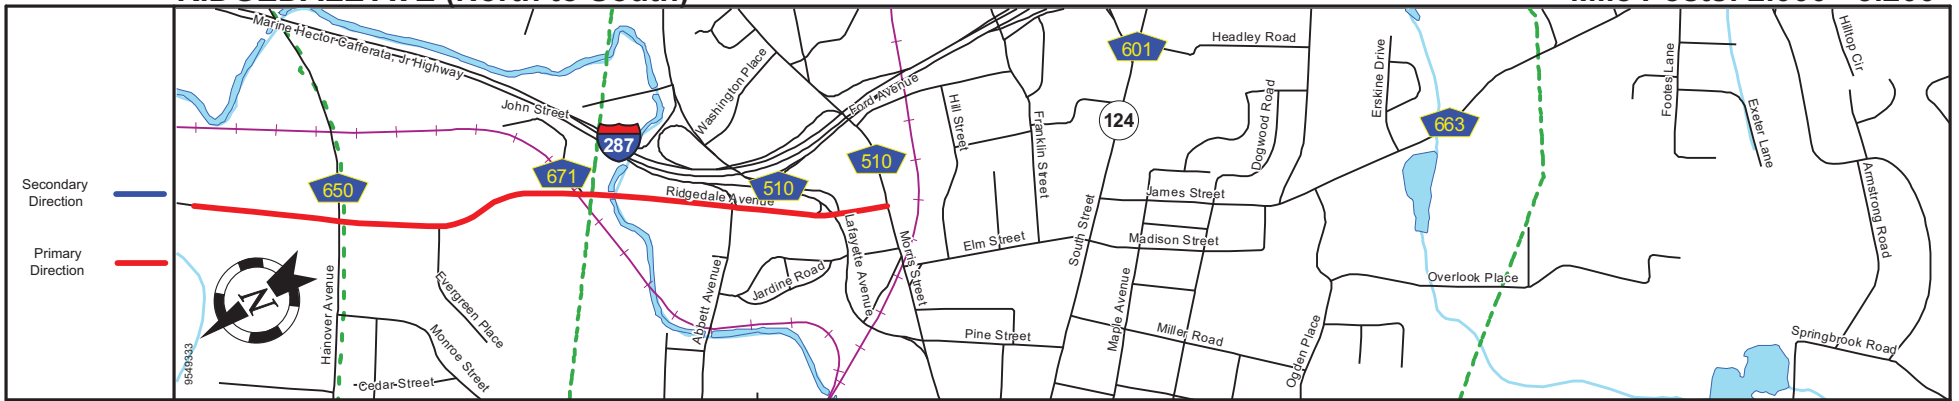 Secondary
Direction
Primary
Direction
9549333
Marine Hector Cafferata, Jr Highway
John Street
287
Washington Place
Ford Avenue
650
671
510
510
Ridgedale Avenue
Hanover Avenue
Evergreen Place
Monroe Street
Cedar Street
Abbett Avenue
Jardine Road
Lafayette Avenue
Morris Street
N
Hill Street
Franklin Street
601
Headley Road
124
Dogwood Road
Erskine Drive
663
Footes Lane
Exeter Lane
Hilltop Cir
Armstrong Road
James Street
Elm Street
South Street
Madison Street
Maple Avenue
Pine Street
Miller Road
Ogden Place
Overlook Place
Springbrook Road